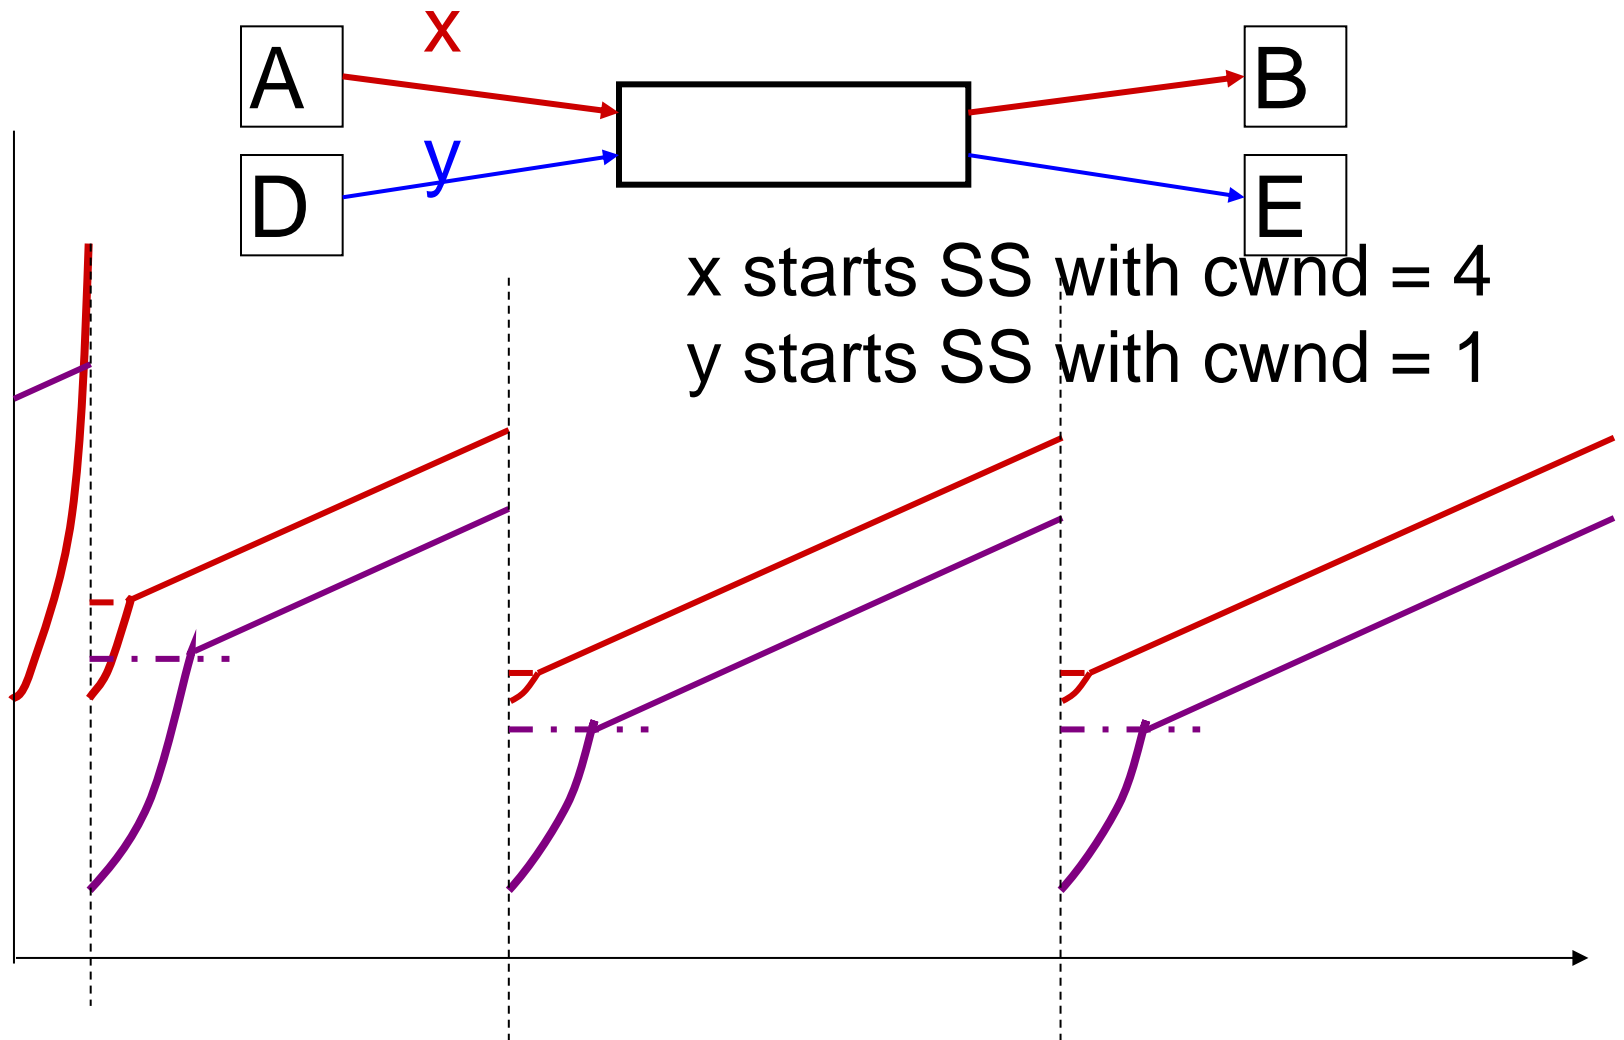 x
A
B
y
D
E
x starts SS with cwnd = 4
y starts SS with cwnd = 1